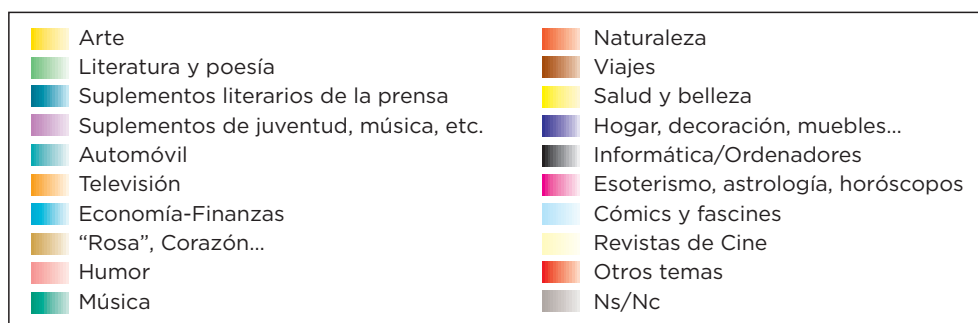 Arte
Literatura y poesía
Suplementos literarios de la prensa
Suplementos de juventud, música, etc.
Automóvil
Televisión
Economía-Finanzas
“Rosa”, Corazón...
Humor
Música
Naturaleza
Viajes
Salud y belleza
Hogar, decoración, muebles...
Informática/Ordenadores
Esoterismo, astrología, horóscopos
Cómics y fascines
Revistas de Cine
Otros temas
Ns/Nc